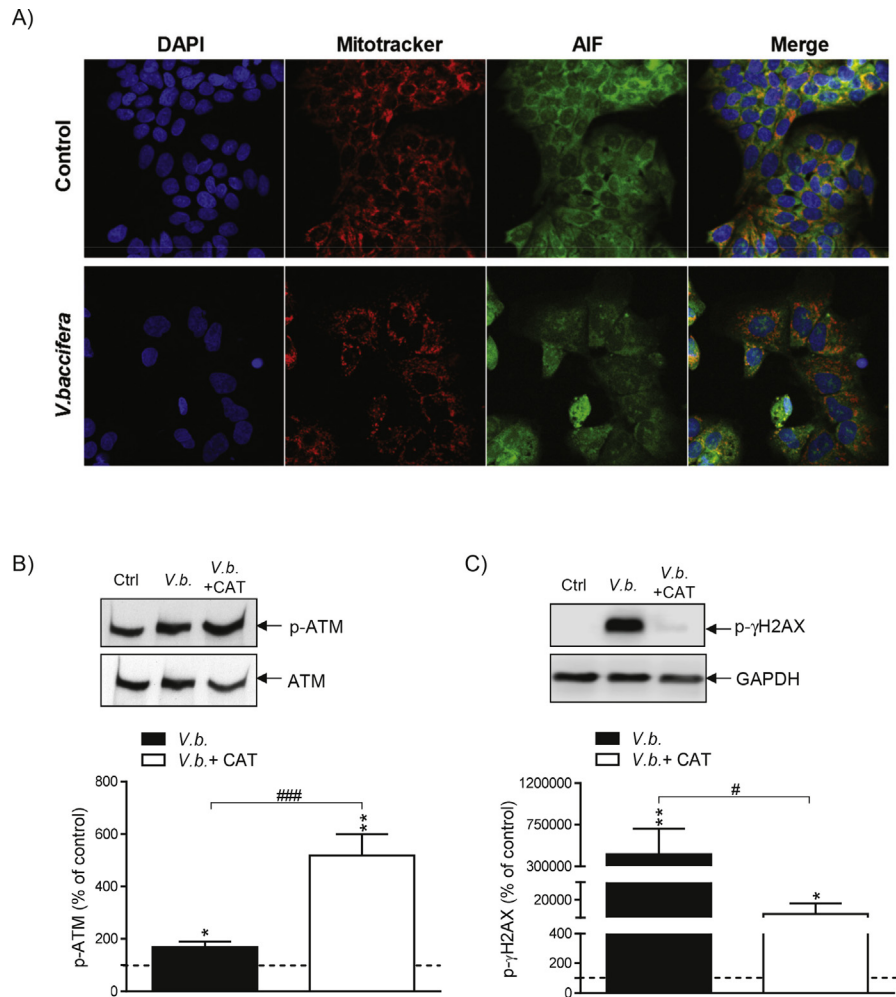 A)
DAPI Mitotracker AIF Merge
Control
V.baccifera
B)
Ctrl V.b. V.b. +CAT
p-ATM
ATM
V.b.
V.b.+ CAT
p-ATM (% of control)
800
600
400
200
0
###
*
**
C)
Ctrl V.b. V.b. +CAT
p-γH2AX
GAPDH
V.b.
V.b.+ CAT
p-γH2AX (% of control)
1200000
750000
300000
20000
400
200
0
#
**
*